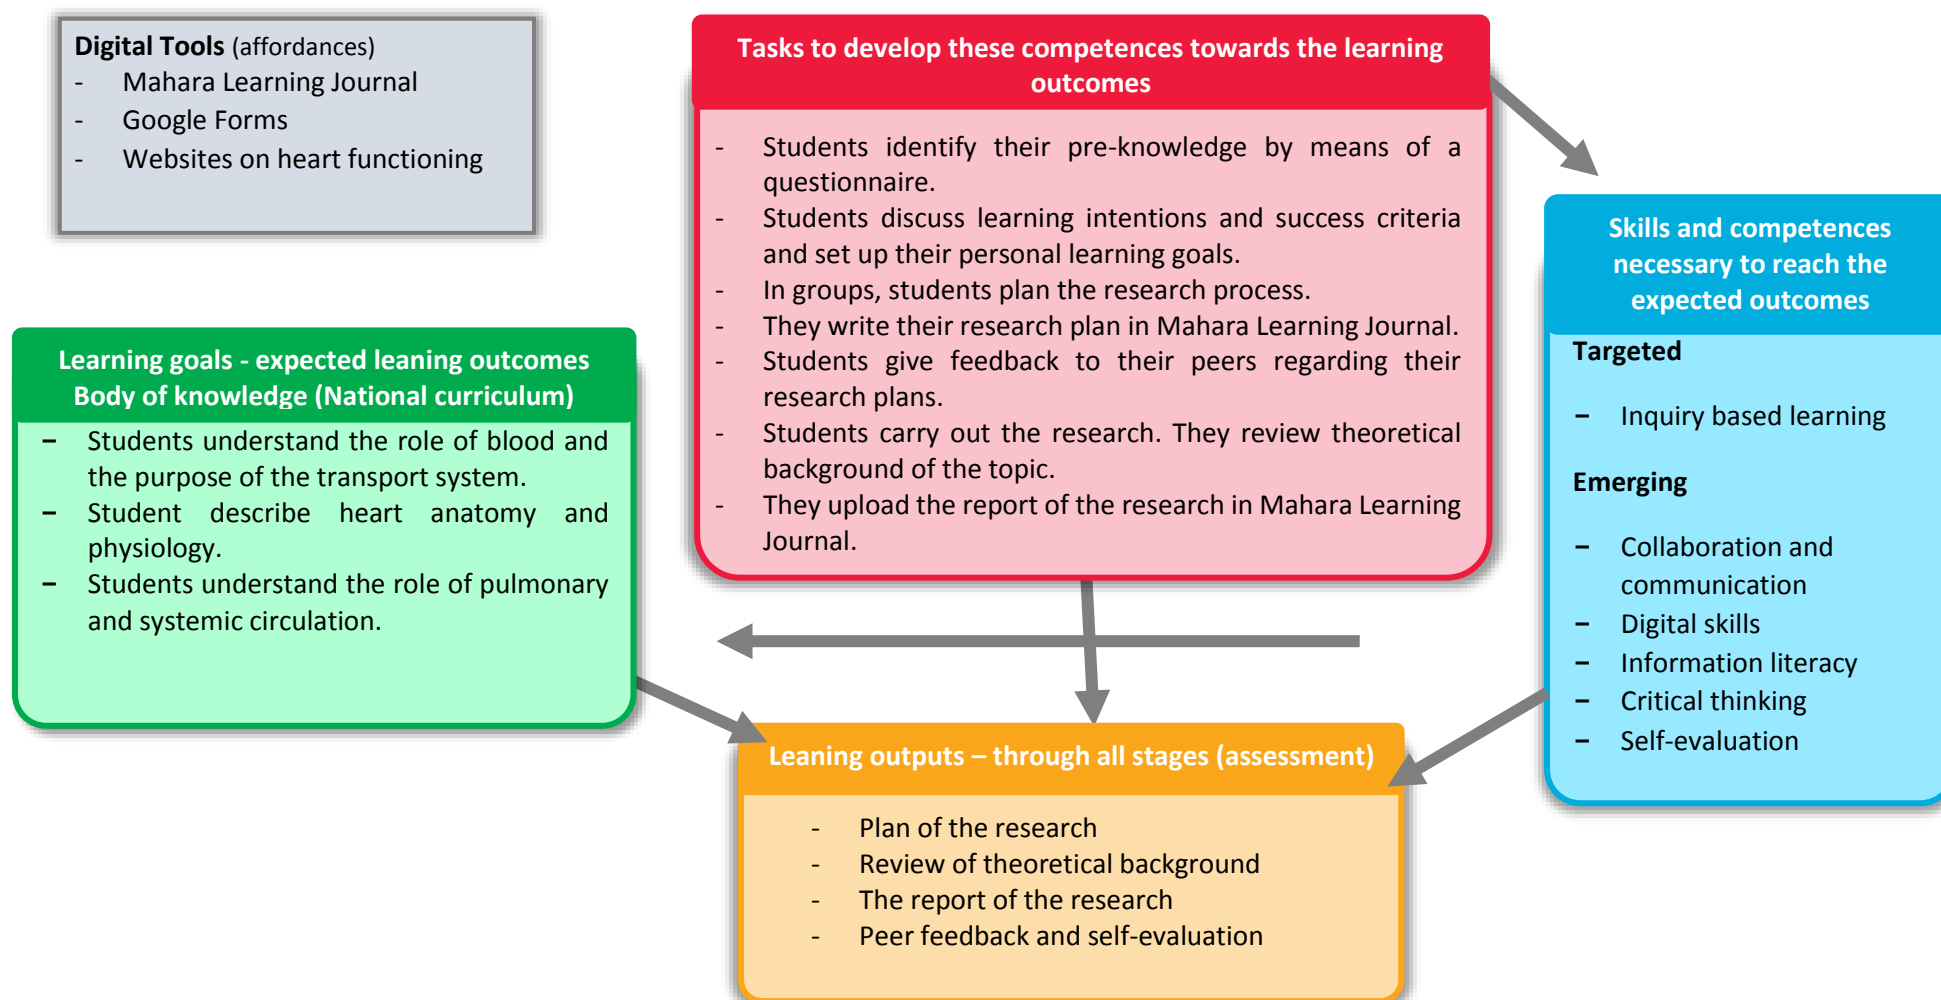 Digital Tools (affordances)
- Mahara Learning Journal
- Google Forms
- Websites on heart functioning
Tasks to develop these competences towards the learning
outcomes
- Students identify their pre-knowledge by means of a
questionnaire.
- Students discuss learning intentions and success criteria
and set up their personal learning goals.
- In groups, students plan the research process.
- They write their research plan in Mahara Learning Journal.
- Students give feedback to their peers regarding their
research plans.
- Students carry out the research. They review theoretical
background of the topic.
- They upload the report of the research in Mahara Learning
Journal.
Skills and competences
necessary to reach the
expected outcomes
Targeted
– Inquiry based learning
Emerging
– Collaboration and
communication
– Digital skills
– Information literacy
– Critical thinking
– Self-evaluation
Learning goals - expected leaning outcomes
Body of knowledge (National curriculum)
– Students understand the role of blood and
the purpose of the transport system.
– Student describe heart anatomy and
physiology.
– Students understand the role of pulmonary
and systemic circulation.
Leaning outputs – through all stages (assessment)
- Plan of the research
- Review of theoretical background
- The report of the research
- Peer feedback and self-evaluation